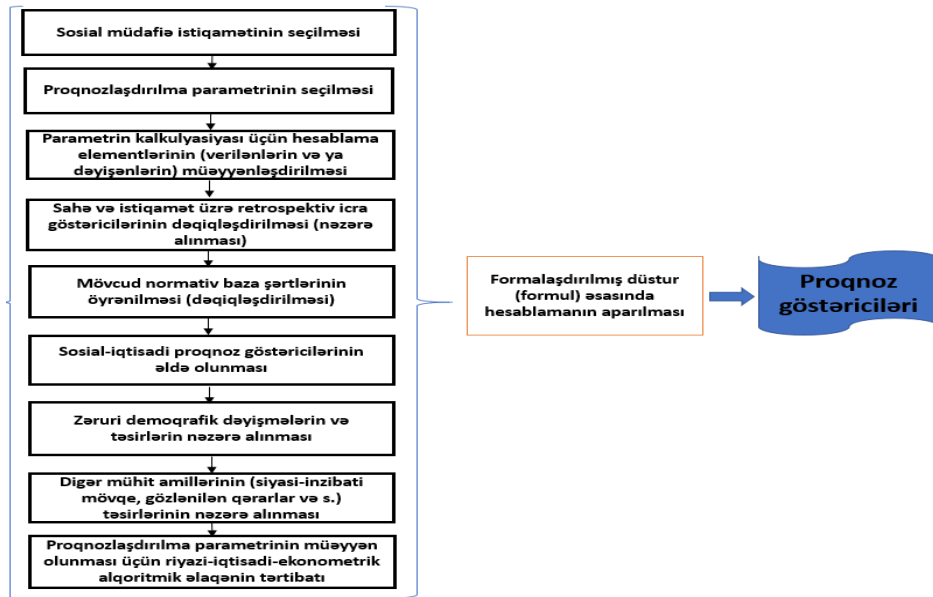 Sosial müdafiə istiqamətinin seçilməsi
Proqnozlaşdırılma parametrinin seçilməsi
Parametrin kalkulyasiyası üçün hesablama
elementlərinin (verilənlərin və ya
dəyişənlərin) müəyyənləşdirilməsi
Sahə və istiqamət üzrə retrospektiv icra
göstəricilərinin dəqiqləşdirilməsi (nəzərə
alınması)
Mövcud normativ baza şərtlərinin
öyrənilməsi (dəqiqləşdirilməsi)
Sosial-iqtisadi proqnoz göstəricilərinin
əldə olunması
Zəruri demoqrafik dəyişmələrin və
təsirlərin nəzərə alınması
Digər mühit amillərinin (siyasi-inzibati
mövqe, gözlənilən qərarlar və s.)
təsirlərinin nəzərə alınması
Proqnozlaşdırılma parametrinin müəyyən
olunması üçün riyazi-iqtisadi-ekonometrik
alqoritmik əlaqənin tərtibatı
Formalaşdırılmış düstur
(formul) əsasında
hesablamanın aparılması
Proqnoz
göstəriciləri